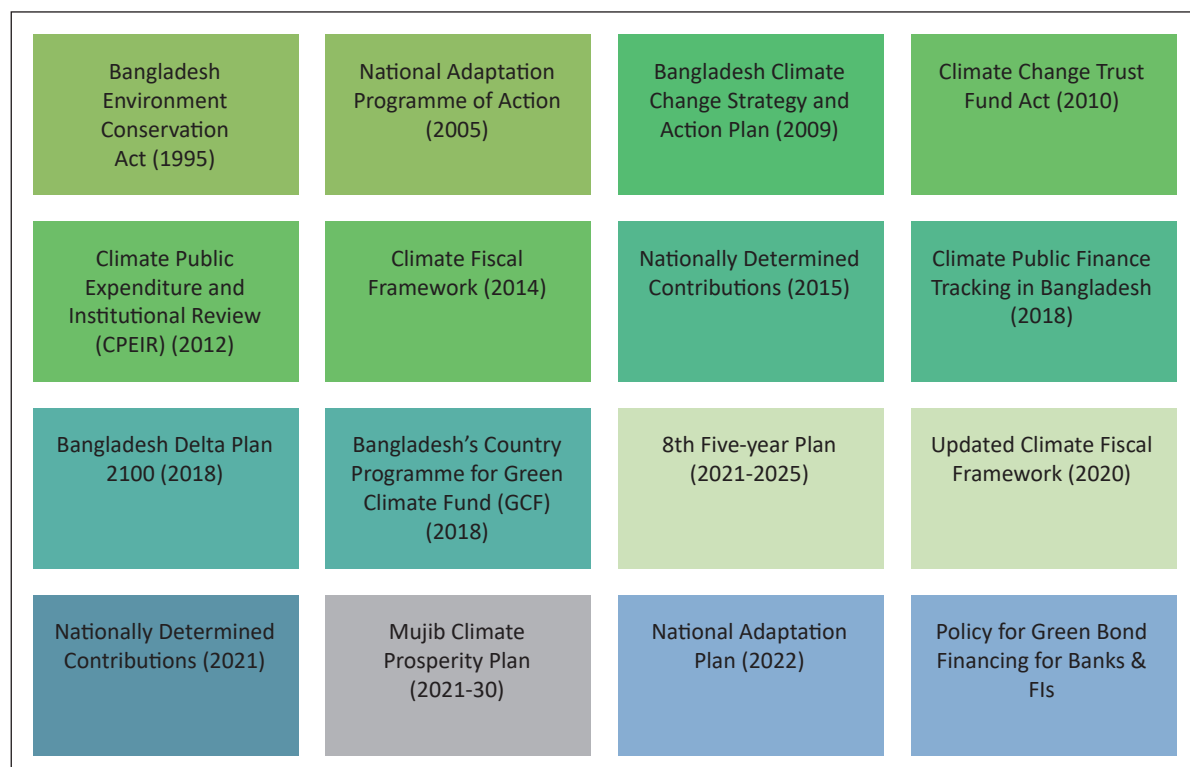 Bangladesh
Environment
Conservation
Act (1995)
National Adaptation
Programme of Action
(2005)
Bangladesh Climate
Change Strategy and
Action Plan (2009)
Climate Change Trust
Fund Act (2010)
Climate Public
Expenditure and
Institutional Review
(CPEIR) (2012)
Climate Fiscal
Framework (2014)
Nationally Determined
Contributions (2015)
Climate Public Finance
Tracking in Bangladesh
(2018)
Bangladesh Delta Plan
2100 (2018)
Bangladesh’s Country
Programme for Green
Climate Fund (GCF)
(2018)
8th Five-year Plan
(2021-2025)
Updated Climate Fiscal
Framework (2020)
Nationally Determined
Contributions (2021)
Mujib Climate
Prosperity Plan
(2021-30)
National Adaptation
Plan (2022)
Policy for Green Bond
Financing for Banks &
FIs